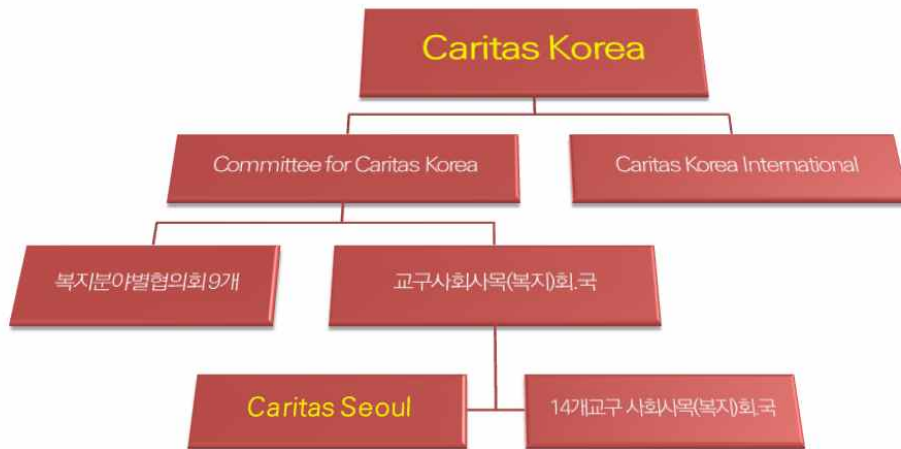 Caritas Korea
Committee for Caritas Korea
Caritas Korea International
복지분야별협의회9개
교구사회사목(복지)회.국
Caritas Seoul
14개교구 사회사목(복지)회.국